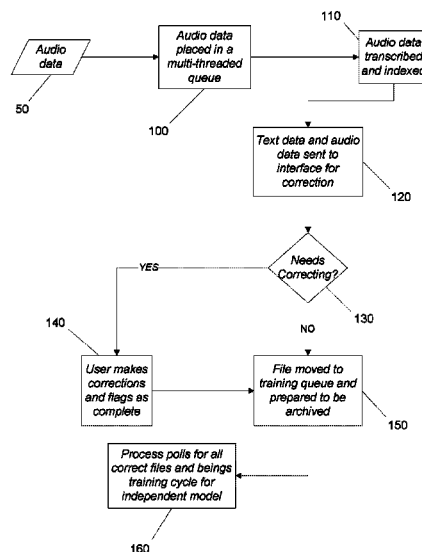 Audio
data
50
Audio data
placed in a
multi-threaded
queue
100
110
Audio data
transcribed
and indexed
Text data and audio
data sent to
interface for
correction
120
Needs
Correcting?
130
YES
NO
140
User makes
corrections
and flags as
complete
File moved to
training queue and
prepared to be
archived
150
Process polls for all
correct files and beings
training cycle for
independent model
160